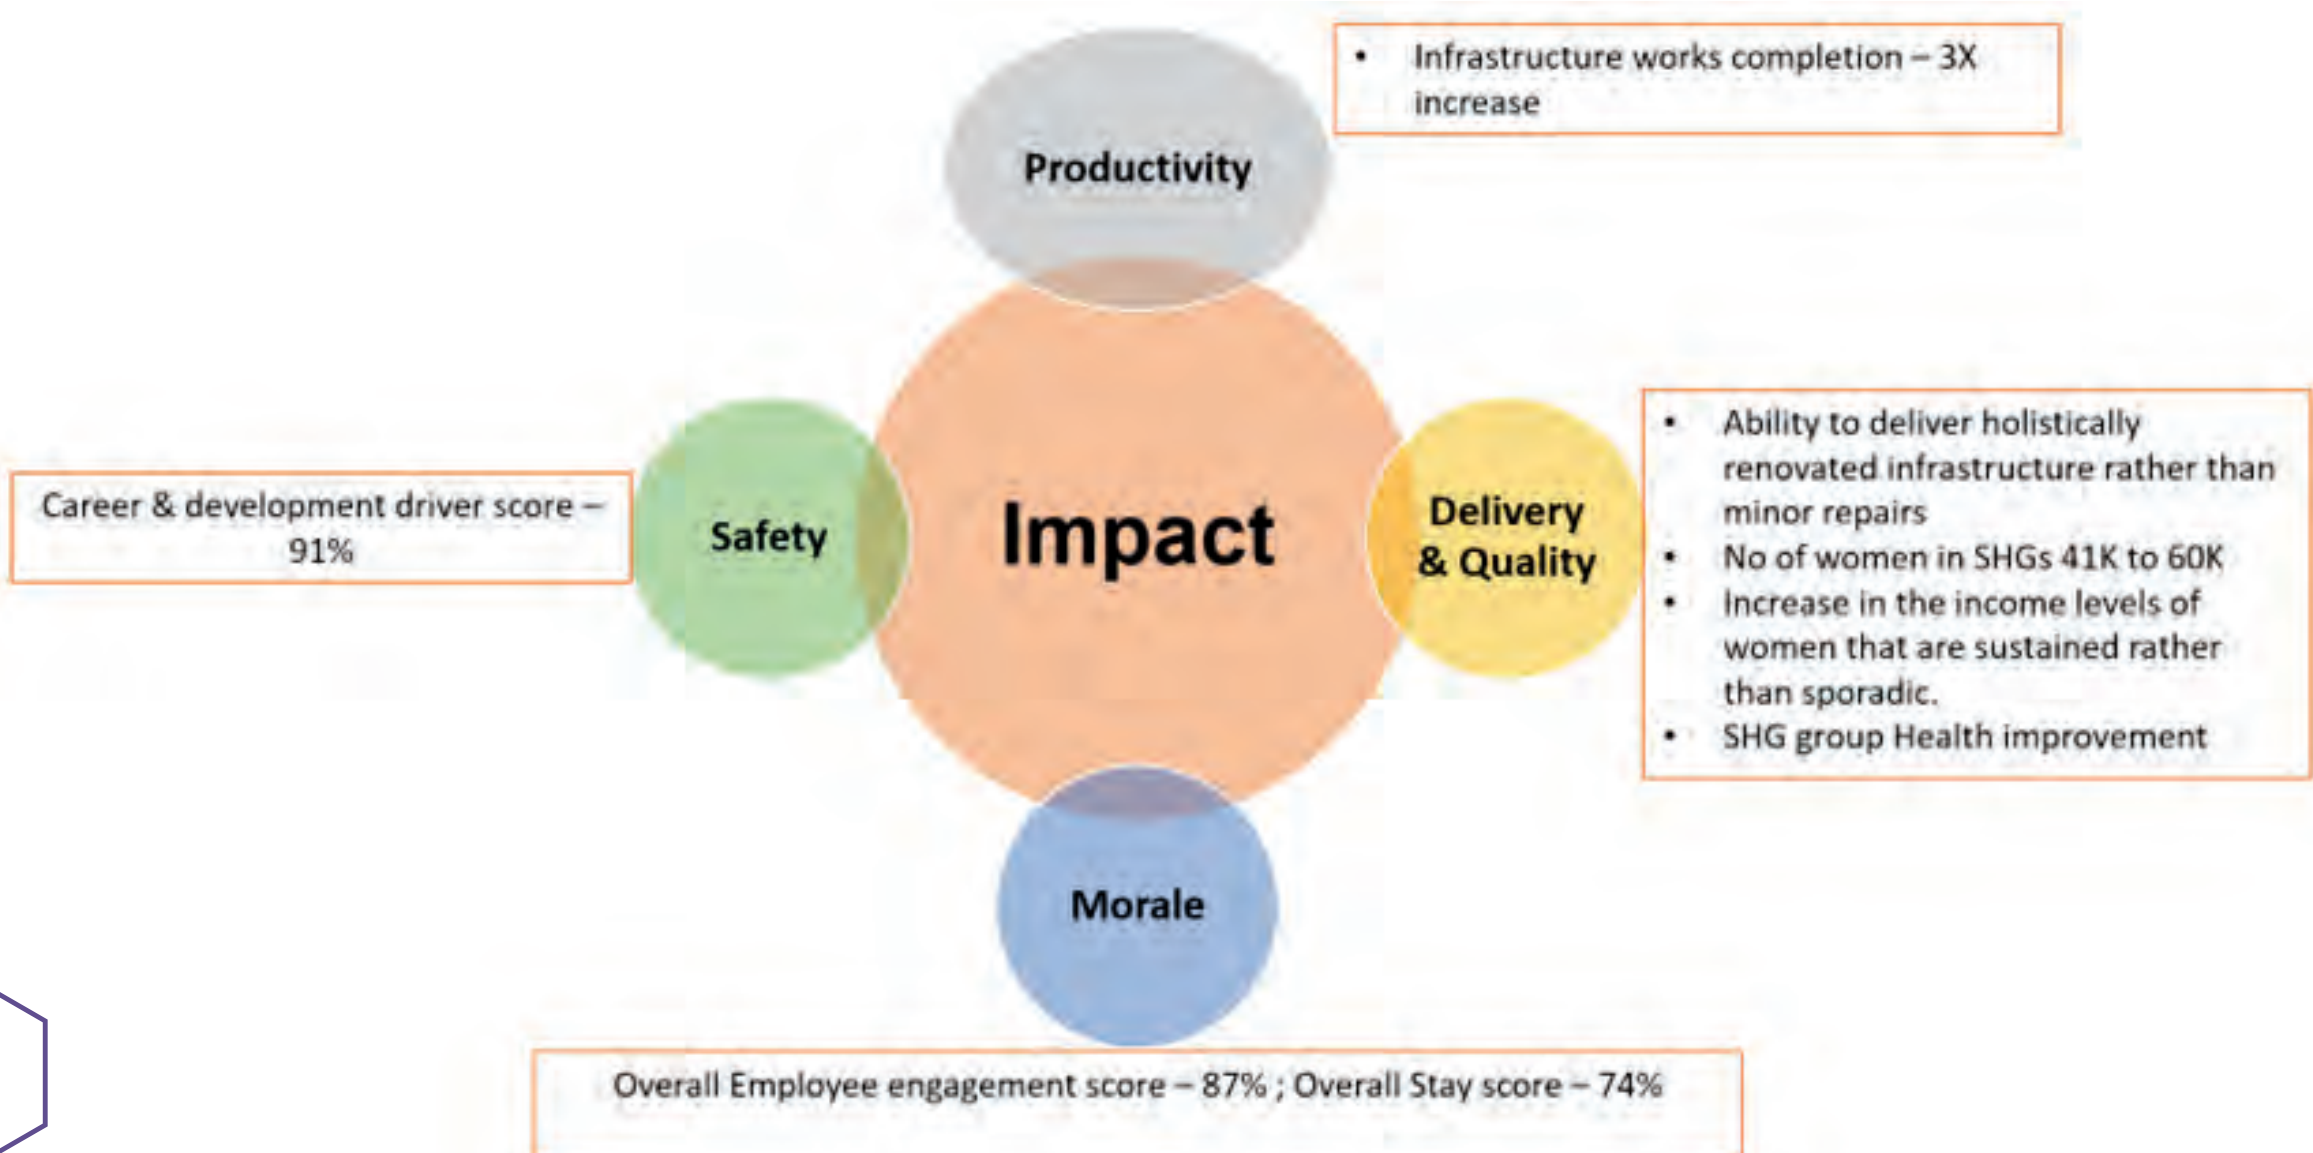 • Infrastructure works completion – 3X
increase
Productivity
Career & development driver score –
91%
Safety
Impact
Delivery
& Quality
• Ability to deliver holistically
renovated infrastructure rather than
minor repairs
• No of women in SHGs 41K to 60K
• Increase in the income levels of
women that are sustained rather
than sporadic.
• SHG group Health improvement
Morale
Overall Employee engagement score – 87% ; Overall Stay score – 74%